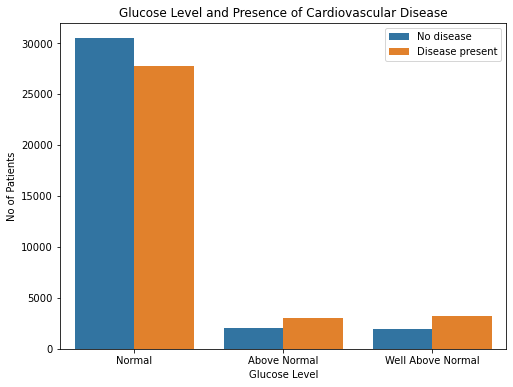 Glucose Level and Presence of Cardiovascular Disease
No disease
Disease present
30000
25000
20000
15000
10000
5000
0
No of Patients
Normal
Above Normal
Well Above Normal
Glucose Level